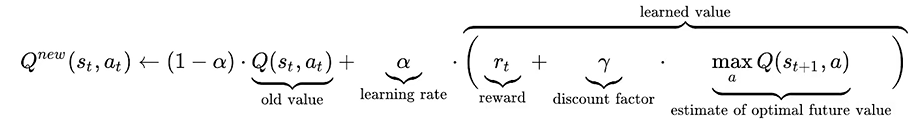 learned value
Q^{new}(s_t, a_t) ← (1 − α) · Q(s_t, a_t) + α · ( r_t + γ · max_a Q(s_{t+1}, a) )
old value
learning rate
reward
discount factor
estimate of optimal future value